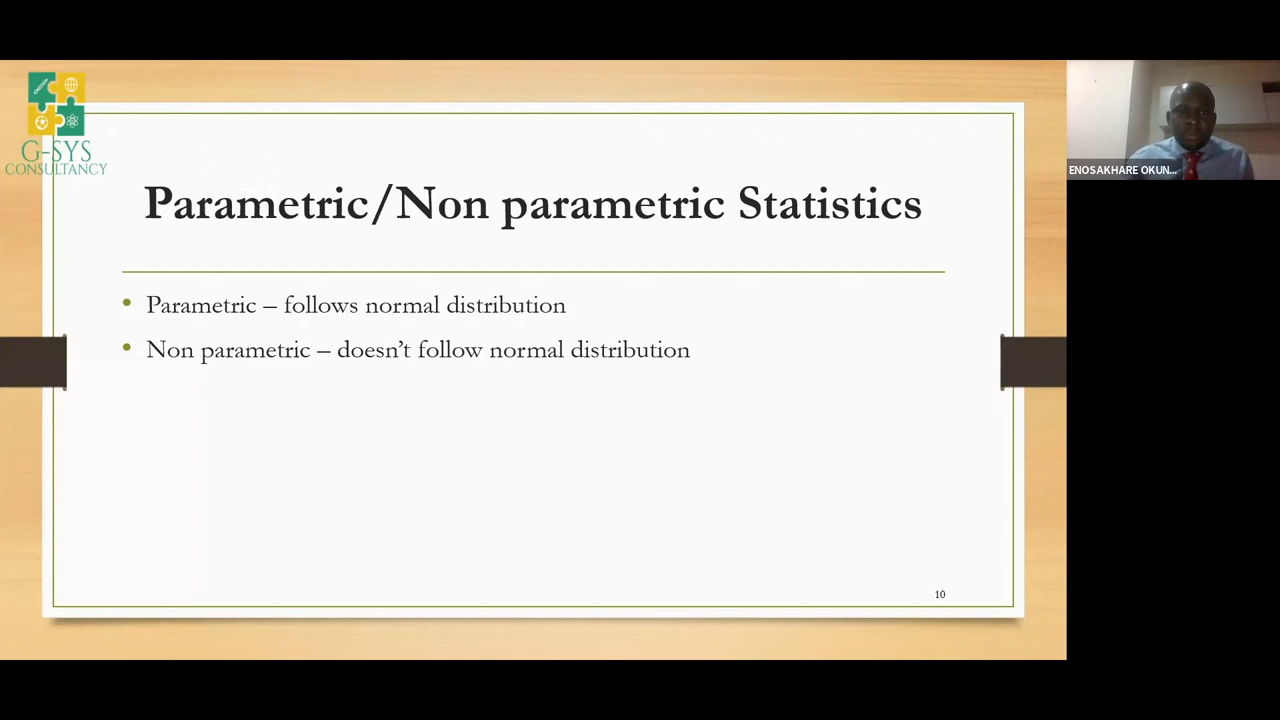 G-SYS
CONSULTANCY
Parametric/Non parametric Statistics
• Parametric – follows normal distribution
• Non parametric – doesn’t follow normal distribution
10
ENOSAKHARE OKUN...